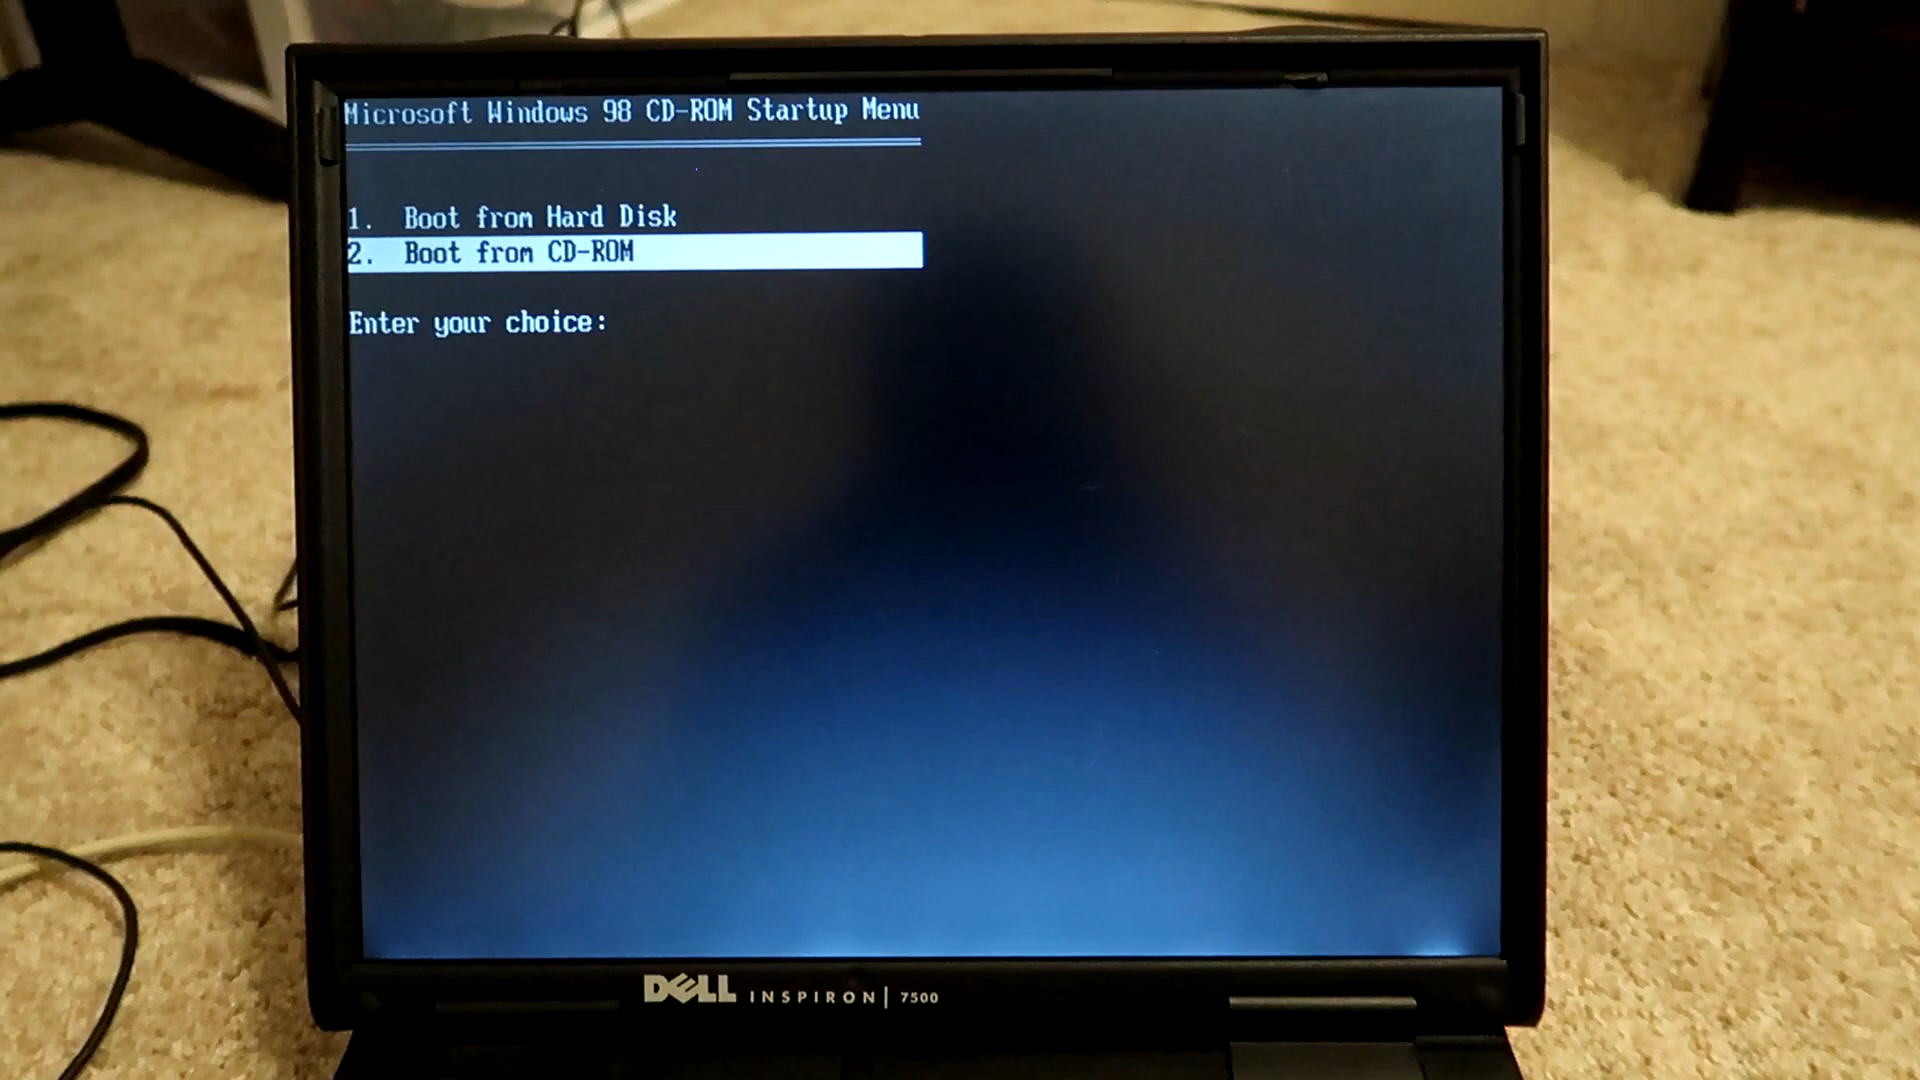 Microsoft Windows 98 CD-ROM Startup Menu
1. Boot from Hard Disk
2. Boot from CD-ROM
Enter your choice:
DELL INSPIRON | 7500